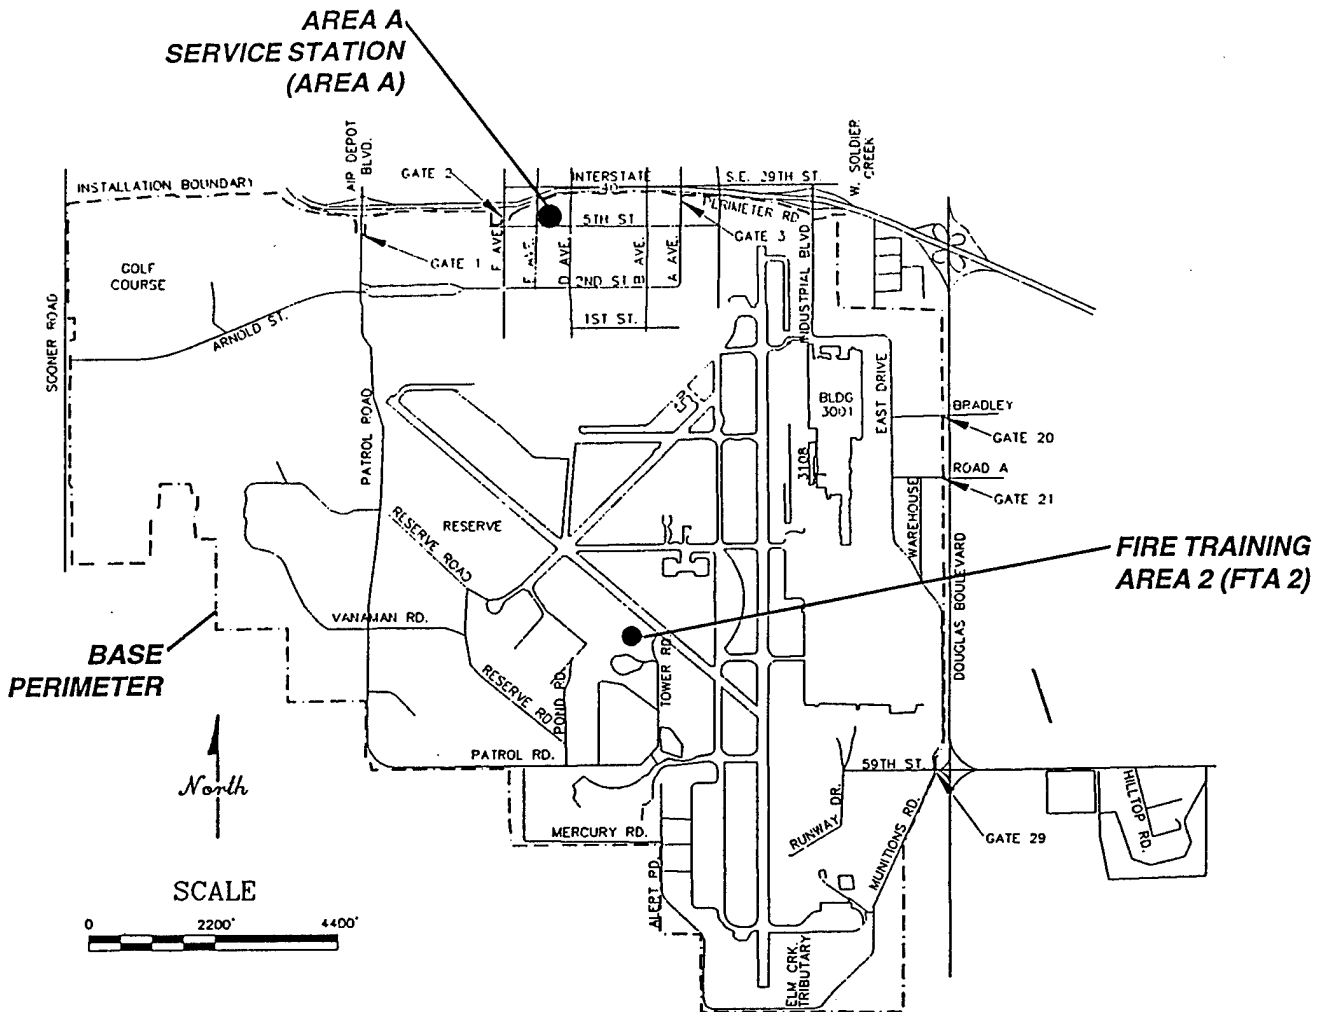 AREA A
SERVICE STATION
(AREA A)
AIR DEPOT
BLVD.
W. SOLDIER
CREEK
GATE 2
INTERSTATE
40
S.E. 29TH ST.
INSTALLATION BOUNDARY
PERIMETER RD
5TH ST.
GATE 3
GATE 1
F AVE.
E AVE.
D AVE.
B AVE.
A AVE.
INDUSTRIAL BLVD.
GOLF
COURSE
2ND ST
1ST ST.
ARNOLD ST.
SOONER ROAD
PATROL ROAD
BLDG
3001
EAST DRIVE
BRADLEY
GATE 20
3108
ROAD A
GATE 21
WAREHOUSE
RESERVE
RESERVE ROAD
FIRE TRAINING
AREA 2 (FTA 2)
DOUGLAS BOULEVARD
VANAMAN RD.
BASE
PERIMETER
RESERVE RD
POND RD.
TOWER RD.
PATROL RD.
59TH ST.
North
MERCURY RD.
RUNWAY DR.
MUNITIONS RD.
GATE 29
HILLTOP RD.
ALERT RD.
ELM CRK.
TRIBUTARY
SCALE
0 2200' 4400'